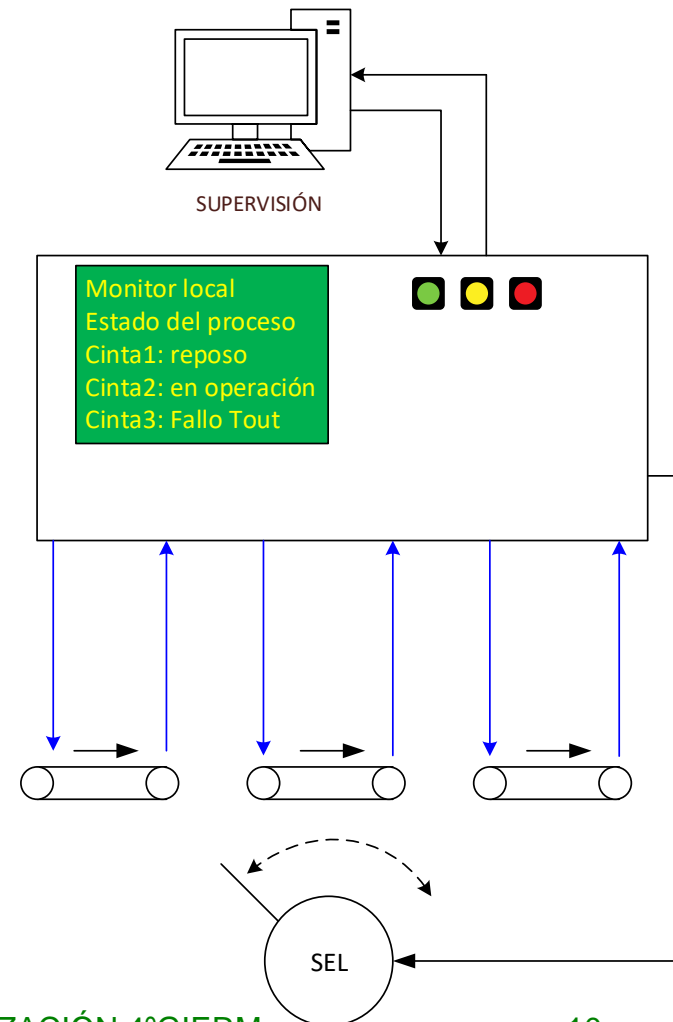 SUPERVISIÓN
Monitor local
Estado del proceso
Cinta1: reposo
Cinta2: en operación
Cinta3: Fallo Tout
SEL